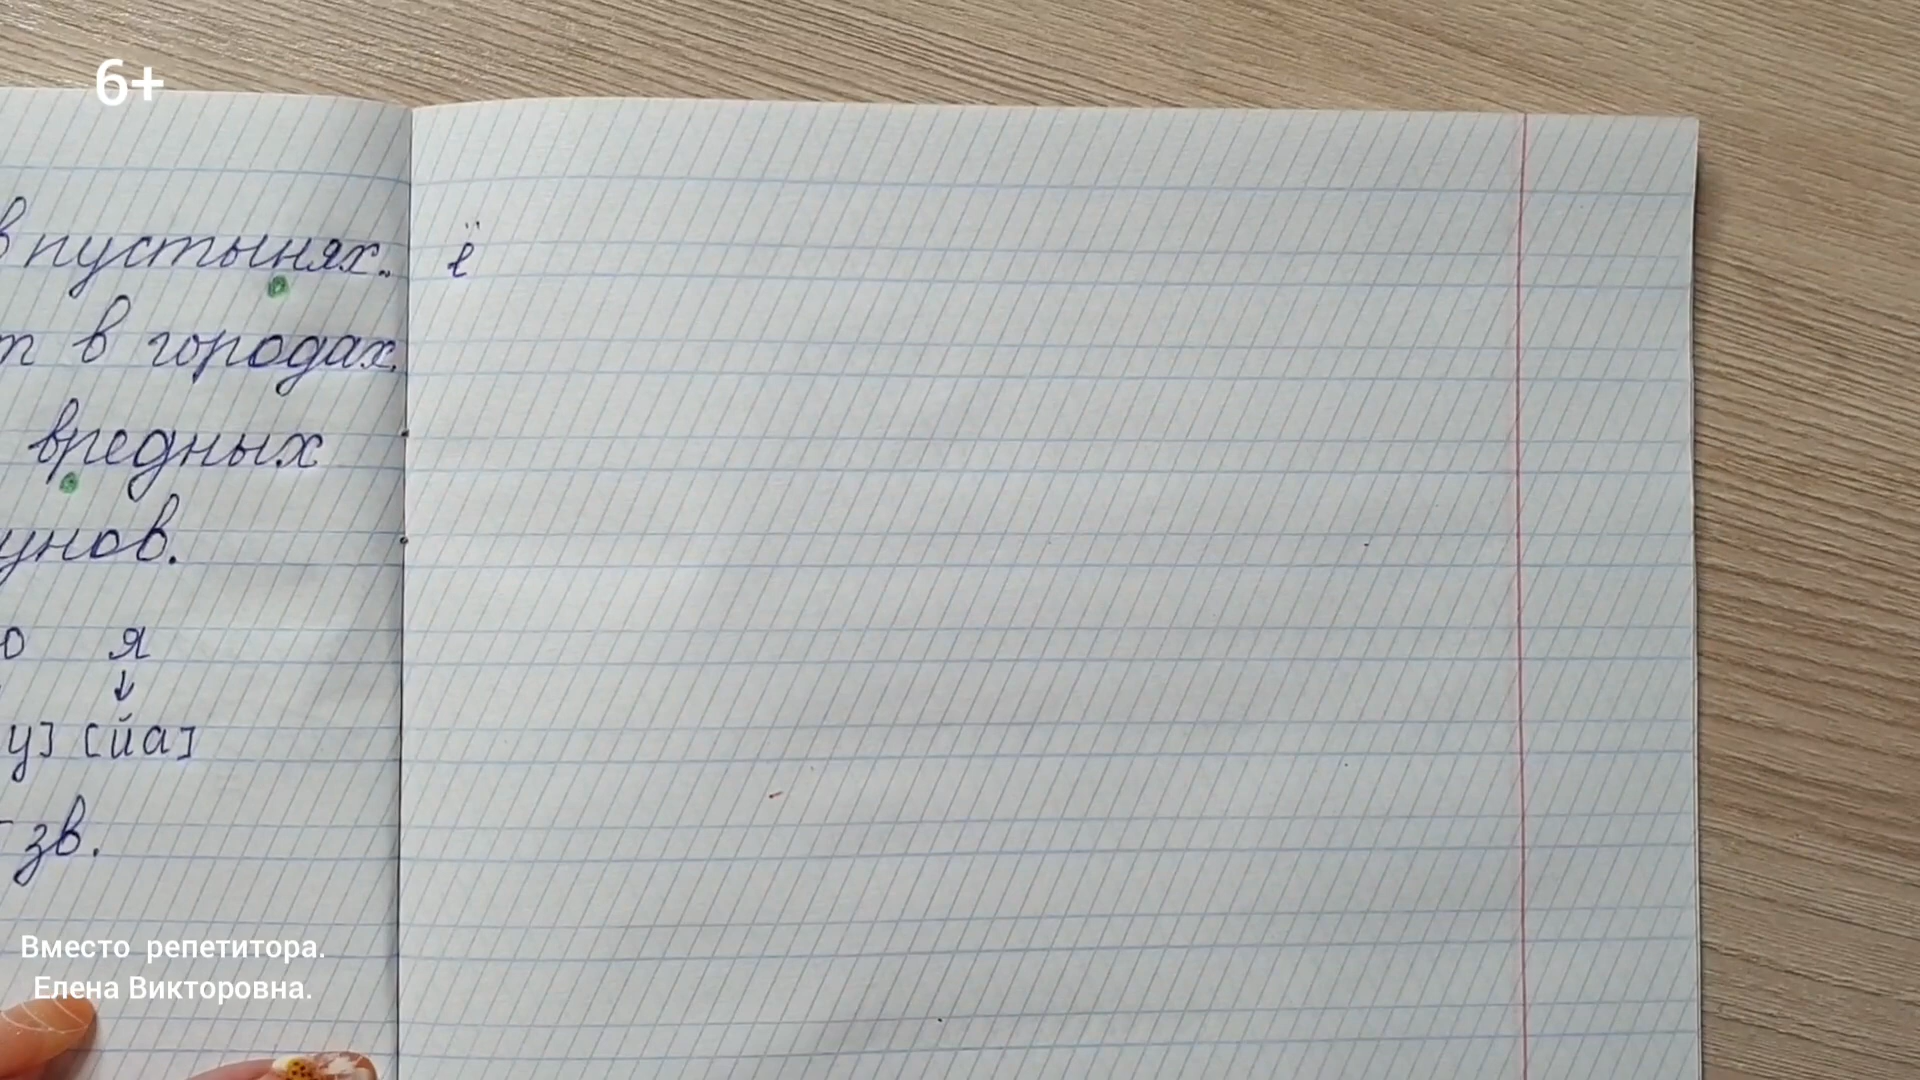 6+
в пустынях.
ё
т в городах.
вредных
унов.
ю я
↓
у] [йа]
зв.
Вместо репетитора.
Елена Викторовна.